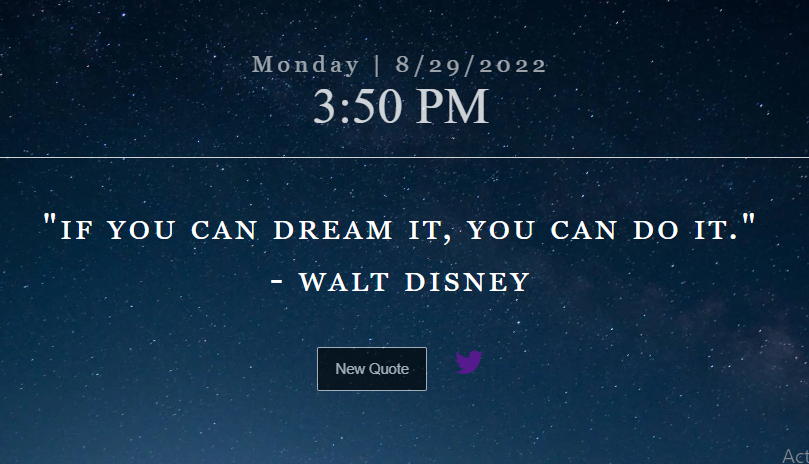 Monday | 8/29/2022
3:50 PM
"IF YOU CAN DREAM IT, YOU CAN DO IT."
- WALT DISNEY
New Quote